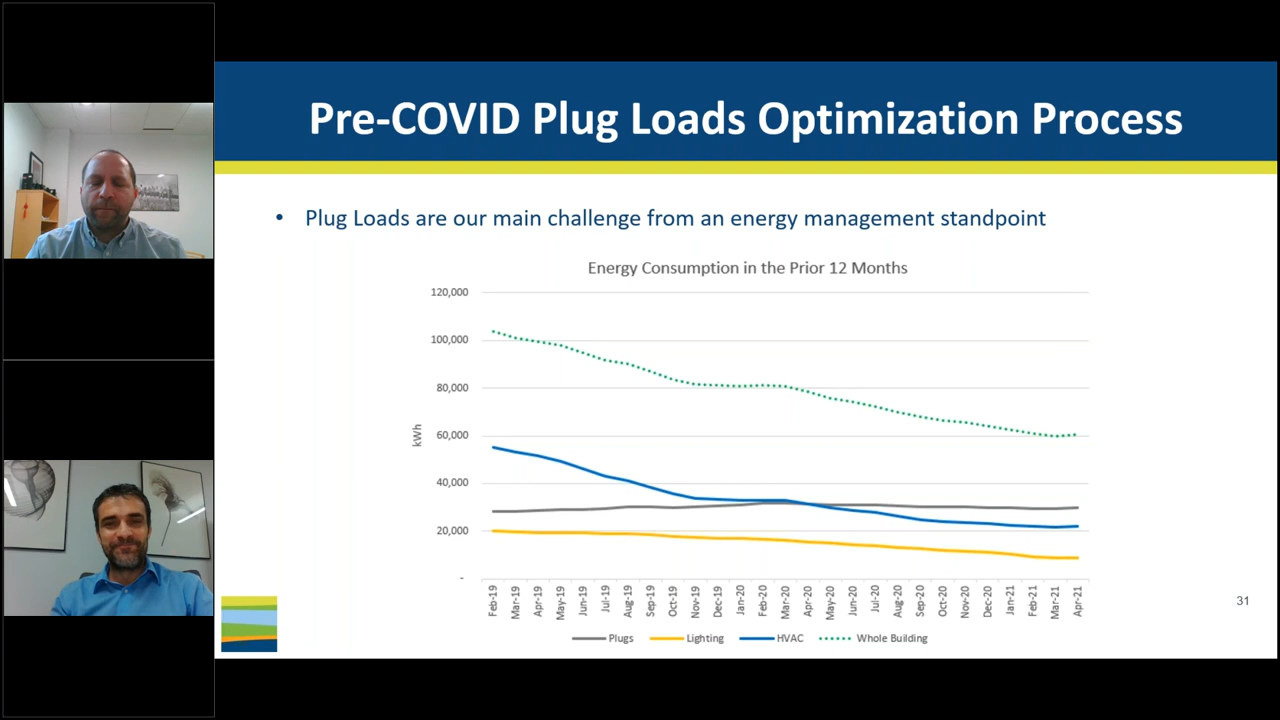 Pre-COVID Plug Loads Optimization Process
• Plug Loads are our main challenge from an energy management standpoint
Energy Consumption in the Prior 12 Months
120,000
100,000
80,000
60,000
40,000
20,000
-
kWh
Feb-19 Mar-19 Apr-19 May-19 Jun-19 Jul-19 Aug-19 Sep-19 Oct-19 Nov-19 Dec-19 Jan-20 Feb-20 Mar-20 Apr-20 May-20 Jun-20 Jul-20 Aug-20 Sep-20 Oct-20 Nov-20 Dec-20 Jan-21 Feb-21 Mar-21 Apr-21
Plugs Lighting HVAC Whole Building
31